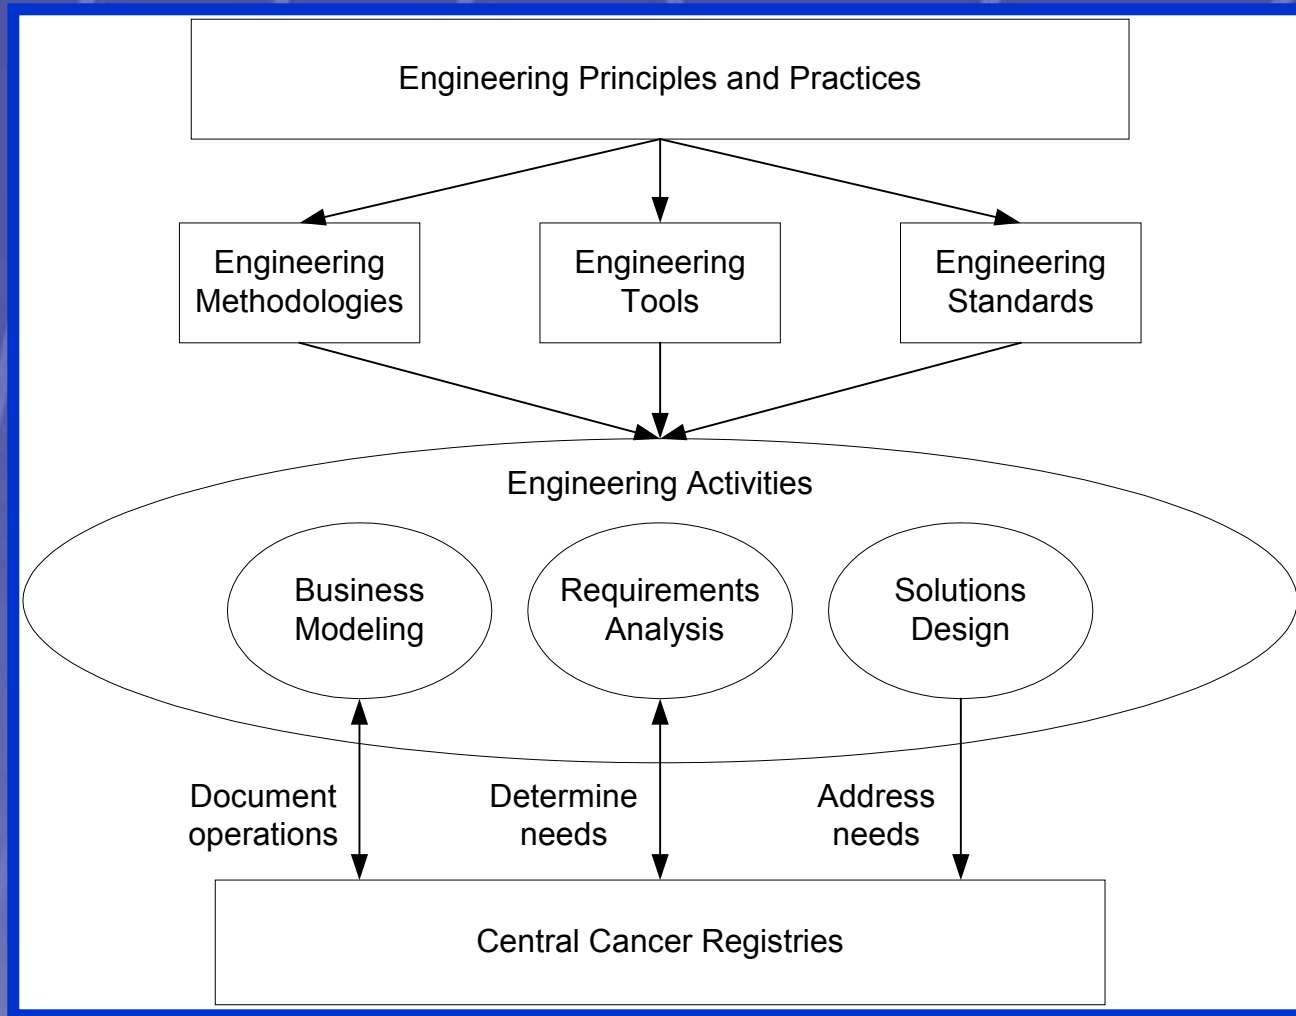 Engineering Principles and Practices
Engineering
Methodologies
Engineering
Tools
Engineering
Standards
Engineering Activities
Business
Modeling
Requirements
Analysis
Solutions
Design
Document
operations
Determine
needs
Address
needs
Central Cancer Registries